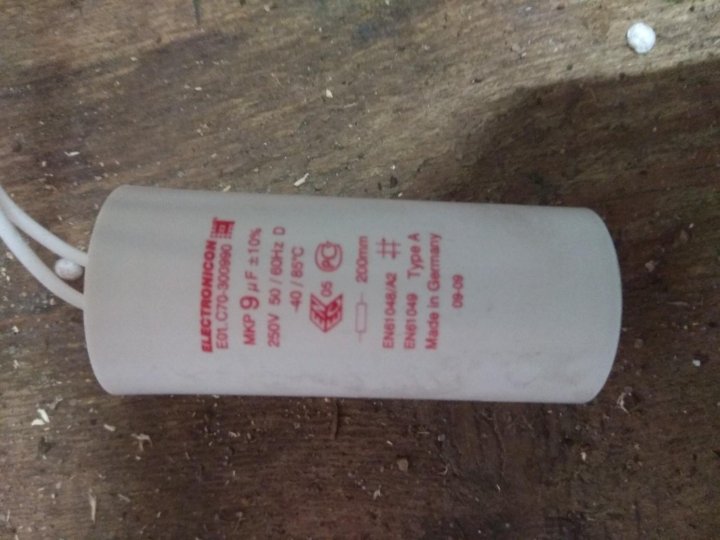 ELECTRONICON
E01.C70-300990
MKP 9 µF ±10%
250V 50/60Hz D
-40/85°C
05
200mm
EN61048/A2
EN61049 Type A
Made in Germany
09-09